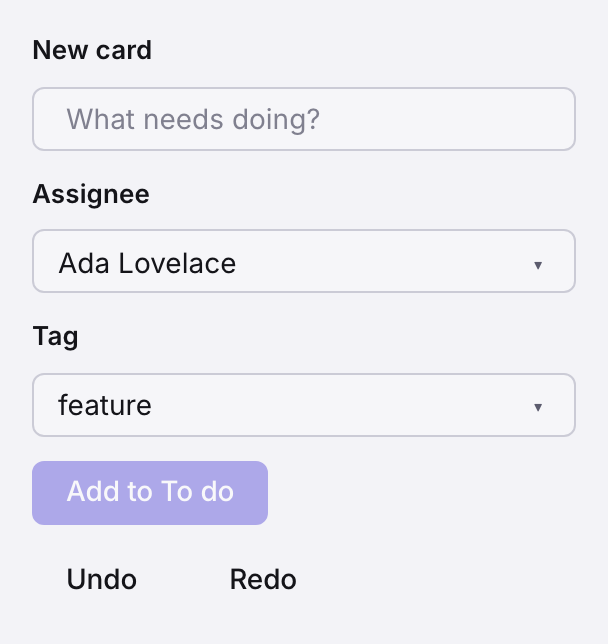 New card
What needs doing?
Assignee
Ada Lovelace
Tag
feature
Add to To do
Undo Redo